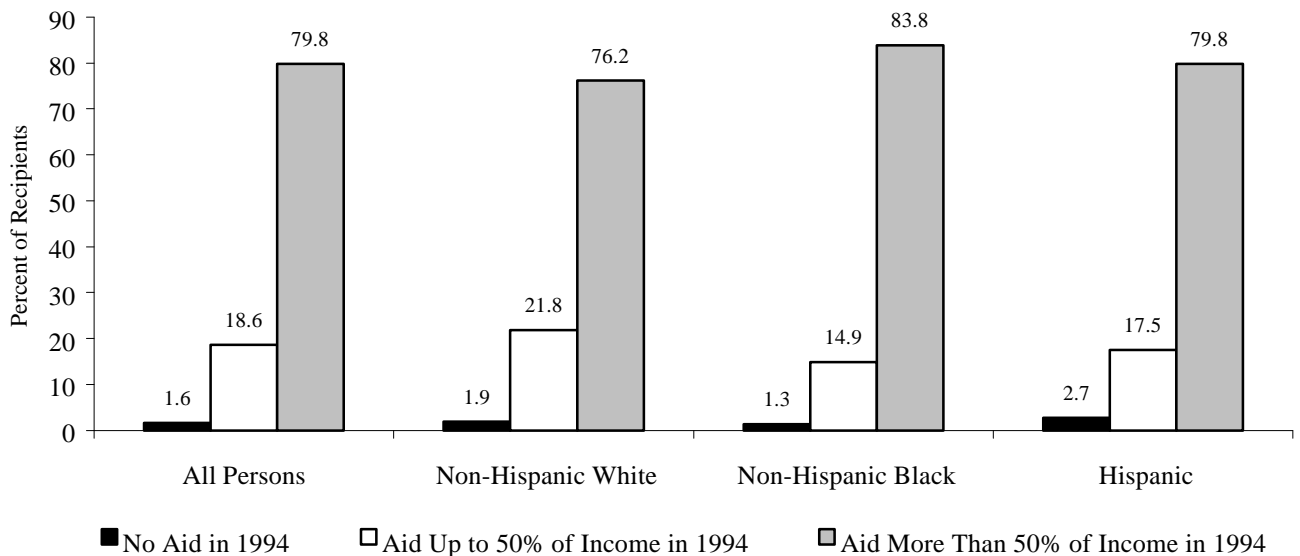 90
80
70
60
50
40
30
20
10
0
Percent of Recipients
1.6
18.6
79.8
1.9
21.8
76.2
1.3
14.9
83.8
2.7
17.5
79.8
All Persons
Non-Hispanic White
Non-Hispanic Black
Hispanic
No Aid in 1994
Aid Up to 50% of Income in 1994
Aid More Than 50% of Income in 1994